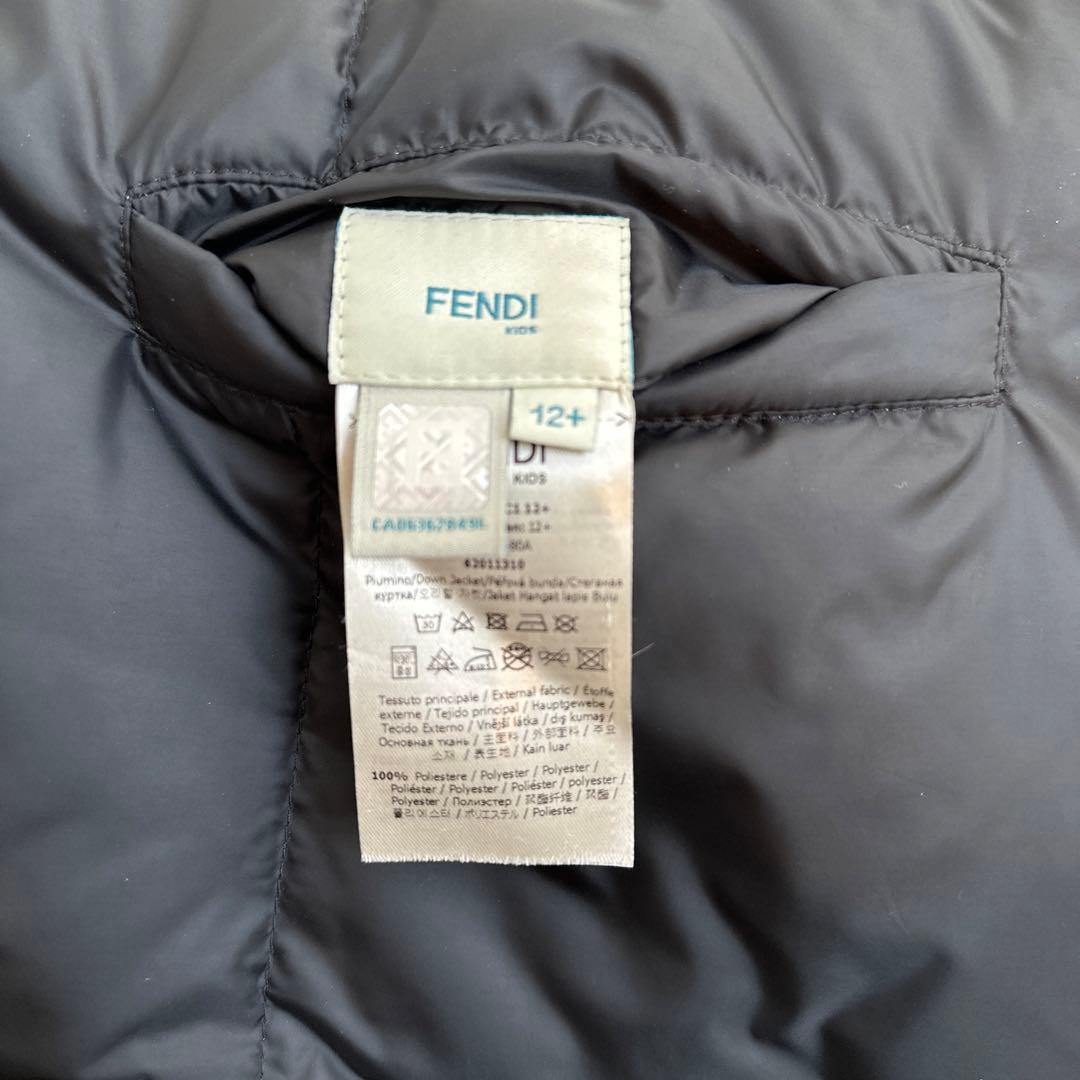 FENDI
KIDS
12+
DI
KIDS
12+
12+
80A
62011310
Piumino/Down Jacket/Péřová bunda/Стеганая
куртка/오리털 자켓/Jaket Hangat lapis Bulu
30
Tessuto principale / External fabric / Étoffe
externe / Tejido principal / Hauptgewebe /
Tecido Externo / Vnější látka / dış kumaş /
Основная ткань / 主面料 / 外部面料 / 주요
소재 / 表生地 / Kain luar
100% Poliestere / Polyester / Polyester /
Poliéster / Polyester / Poliéster / polyester /
Polyester / Полиэстер / 聚酯纤维 / 聚酯 /
폴리에스터 / ポリエステル / Poliester